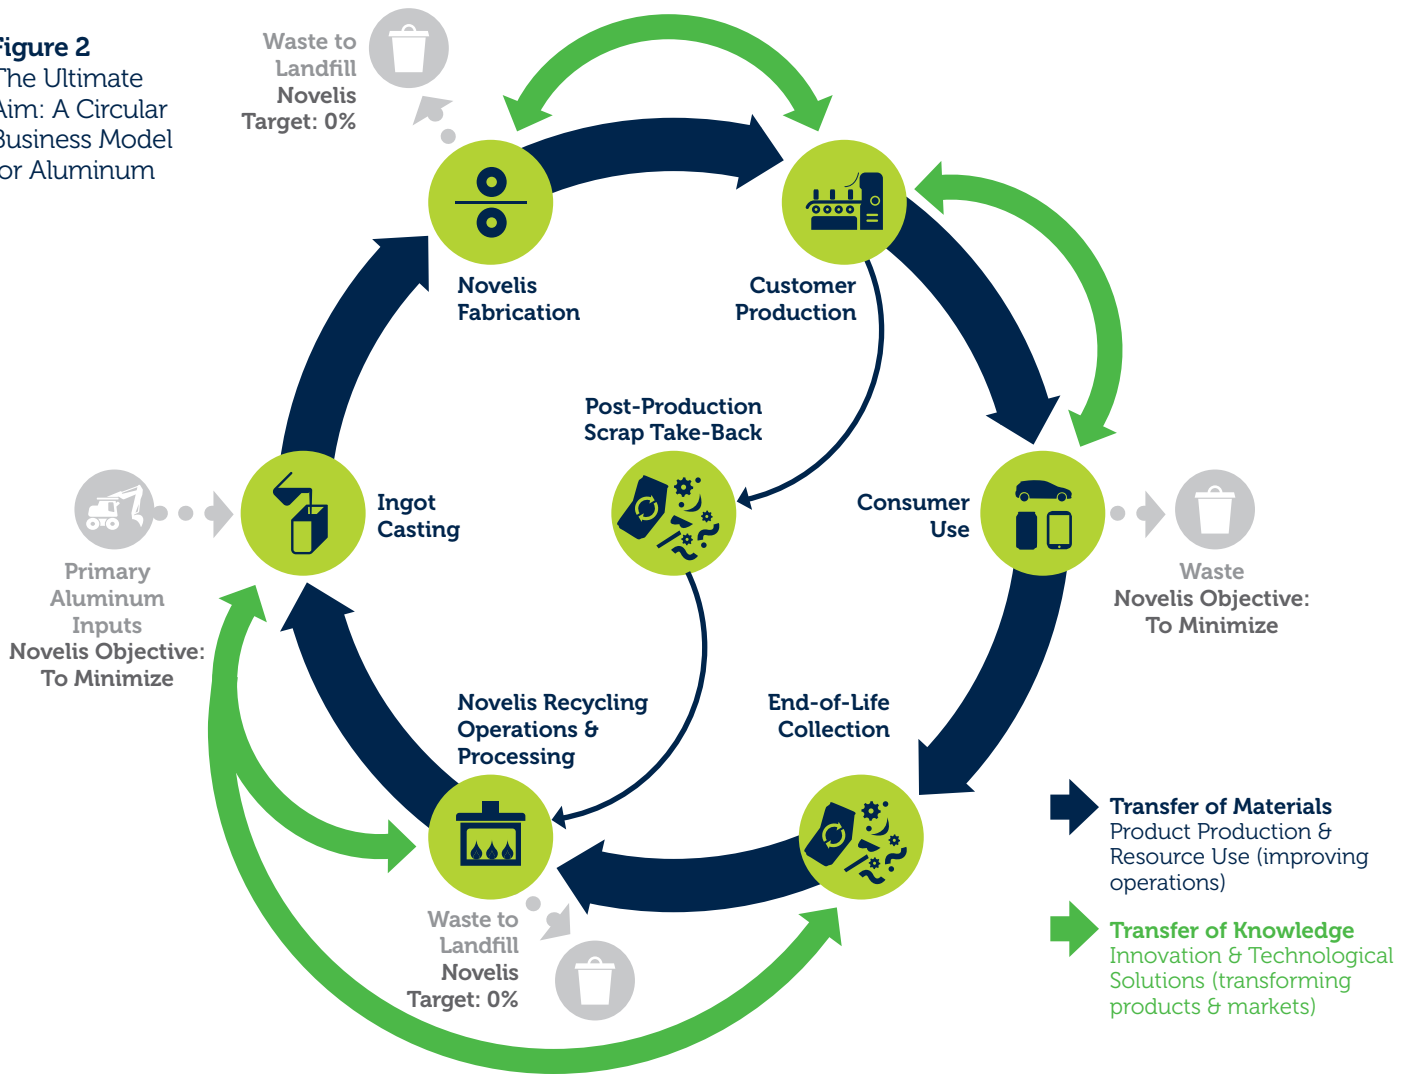 Figure 2
The Ultimate
Aim: A Circular
Business Model
for Aluminum
Waste to
Landfill
Novelis
Target: 0%
Novelis
Fabrication
Customer
Production
Post-Production
Scrap Take-Back
Ingot
Casting
Consumer
Use
Primary
Aluminum
Inputs
Novelis Objective:
To Minimize
Waste
Novelis Objective:
To Minimize
Novelis Recycling
Operations &
Processing
End-of-Life
Collection
Waste to
Landfill
Novelis
Target: 0%
Transfer of Materials
Product Production &
Resource Use (improving
operations)
Transfer of Knowledge
Innovation & Technological
Solutions (transforming
products & markets)